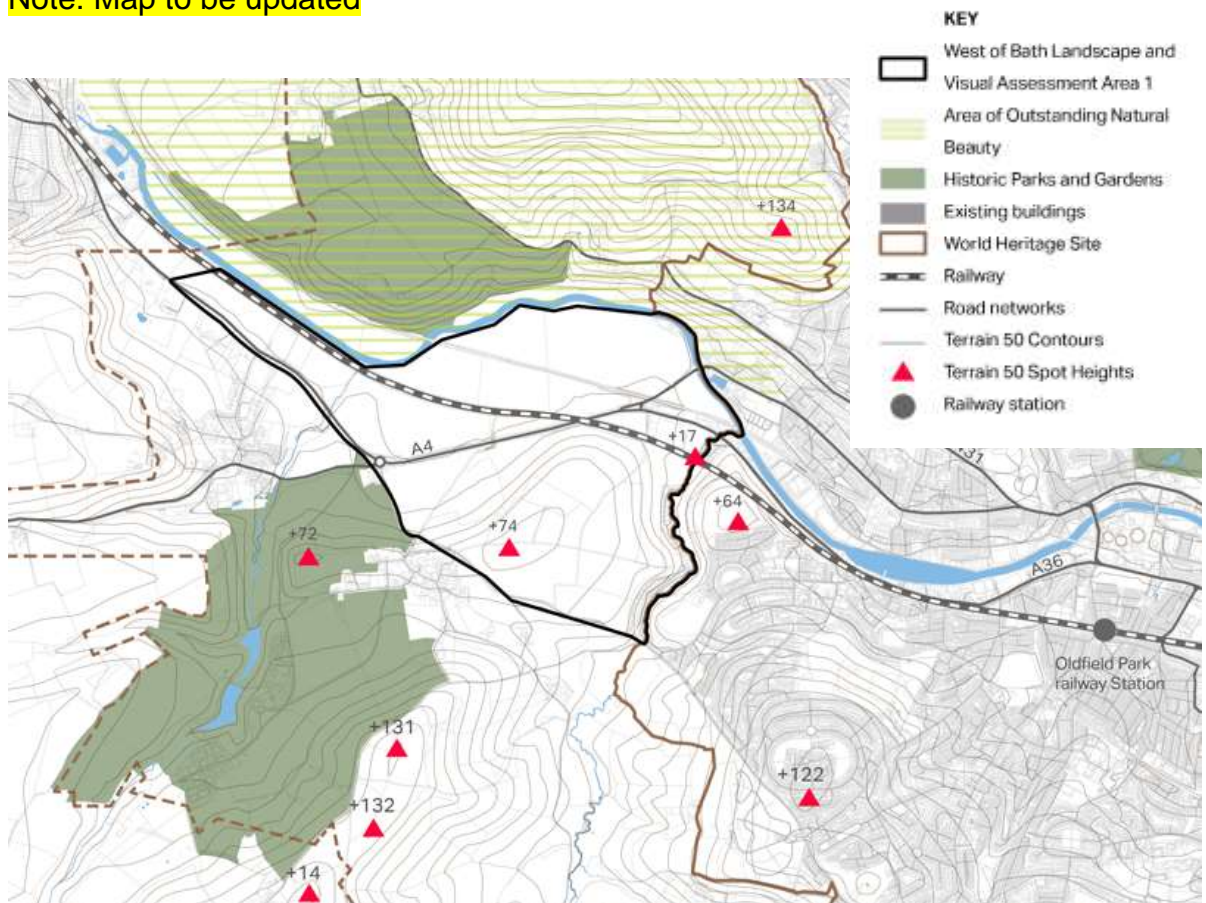 Note: Map to be updated
KEY
West of Bath Landscape and
Visual Assessment Area 1
Area of Outstanding Natural
Beauty
Historic Parks and Gardens
Existing buildings
World Heritage Site
Railway
Road networks
Terrain 50 Contours
Terrain 50 Spot Heights
Railway station
+134
A4
+17
+64
+74
+72
A36
Oldfield Park
railway Station
+131
+122
+132
+14